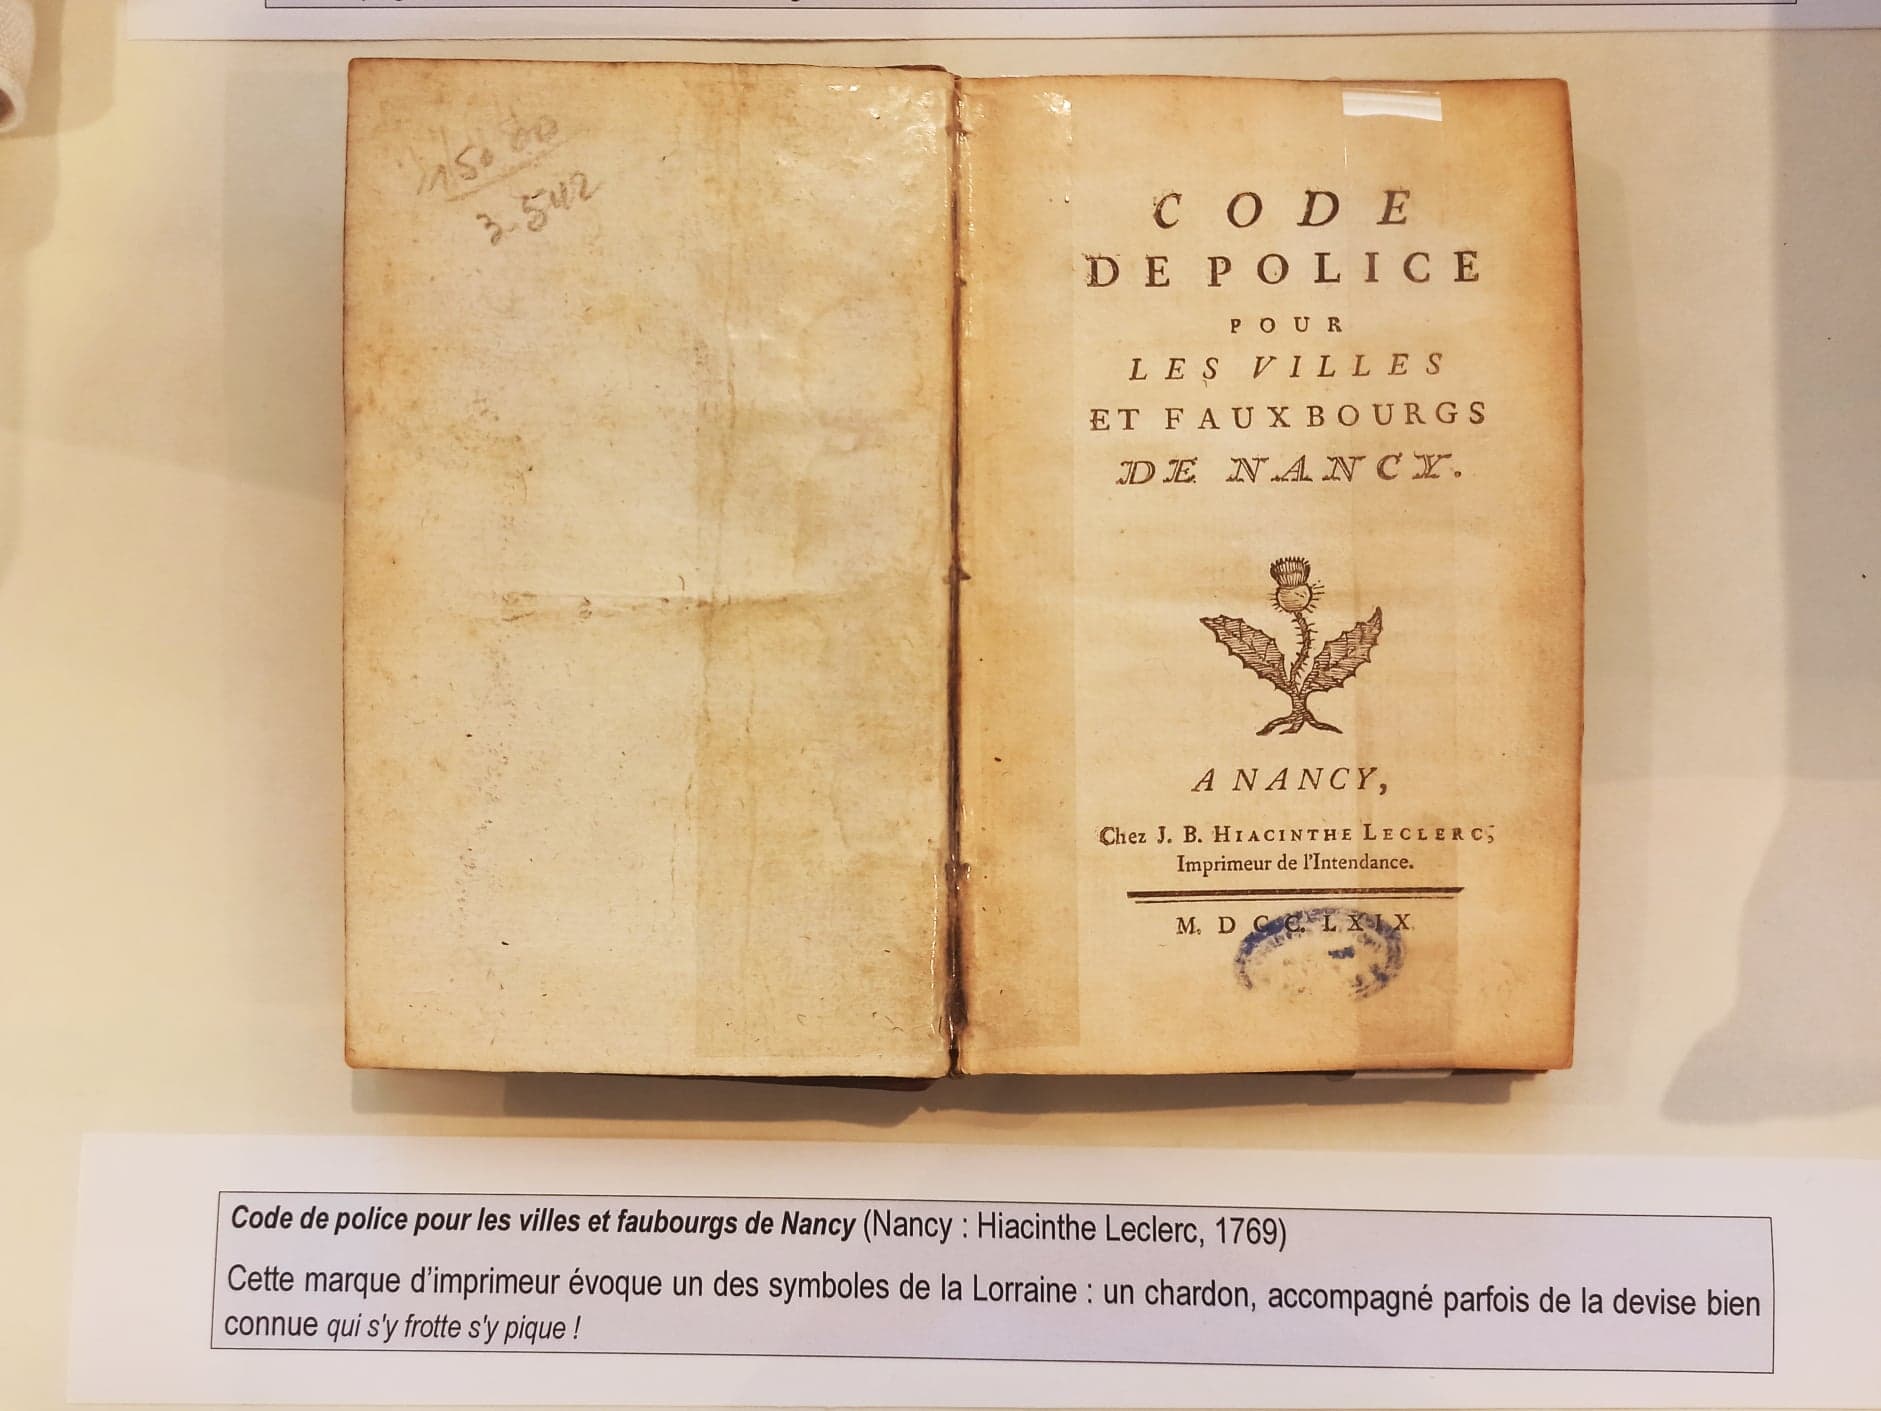 3.542
CODE
DE POLICE
POUR
LES VILLES
ET FAUXBOURGS
DE NANCY.
A NANCY,
Chez J. B. HIACINTHE LECLERC,
Imprimeur de l'Intendance.
M. D C C. L X I X
Code de police pour les villes et faubourgs de Nancy (Nancy : Hiacinthe Leclerc, 1769)
Cette marque d'imprimeur évoque un des symboles de la Lorraine : un chardon, accompagné parfois de la devise bien
connue qui s'y frotte s'y pique !